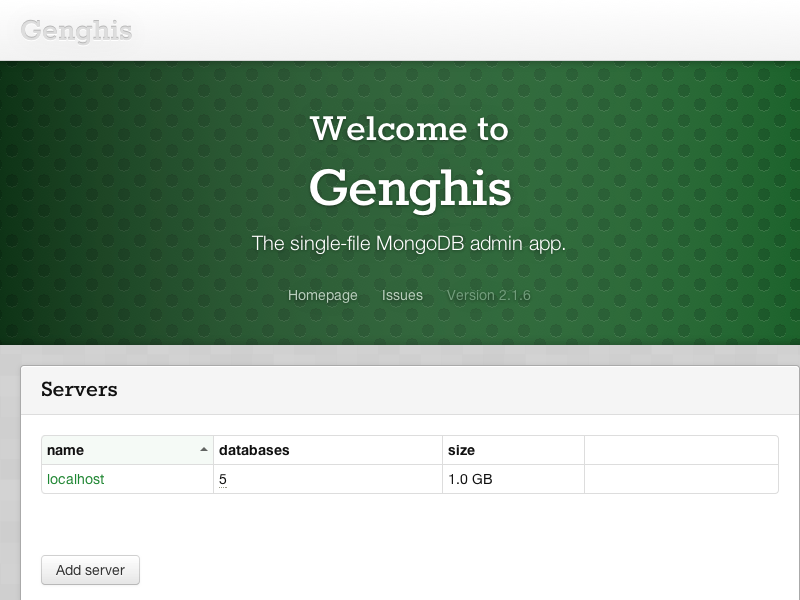 Genghis
Welcome to
Genghis
The single-file MongoDB admin app.
Homepage Issues Version 2.1.6
Servers
name databases size
localhost 5 1.0 GB
Add server